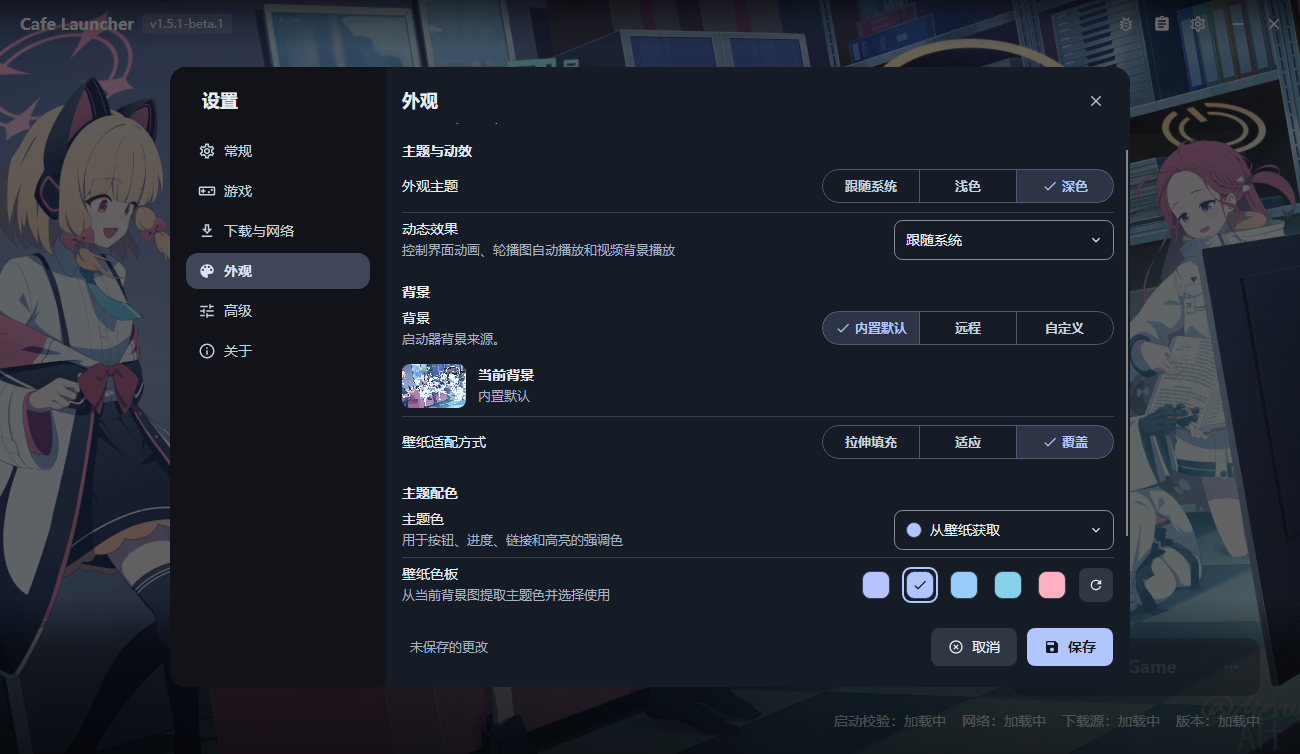 Cafe Launcher v1.5.1-beta.1
设置
常规
游戏
下载与网络
外观
高级
关于
外观
主题与动效
外观主题
跟随系统 浅色 深色
动态效果
控制界面动画、轮播图自动播放和视频背景播放
跟随系统
背景
背景
启动器背景来源。
内置默认 远程 自定义
当前背景
内置默认
壁纸适配方式
拉伸填充 适应 覆盖
主题配色
主题色
用于按钮、进度、链接和高亮的强调色
从壁纸获取
壁纸色板
从当前背景图提取主题色并选择使用
未保存的更改
取消 保存
Game
启动校验：加载中 网络：加载中 下载源：加载中 版本：加载中